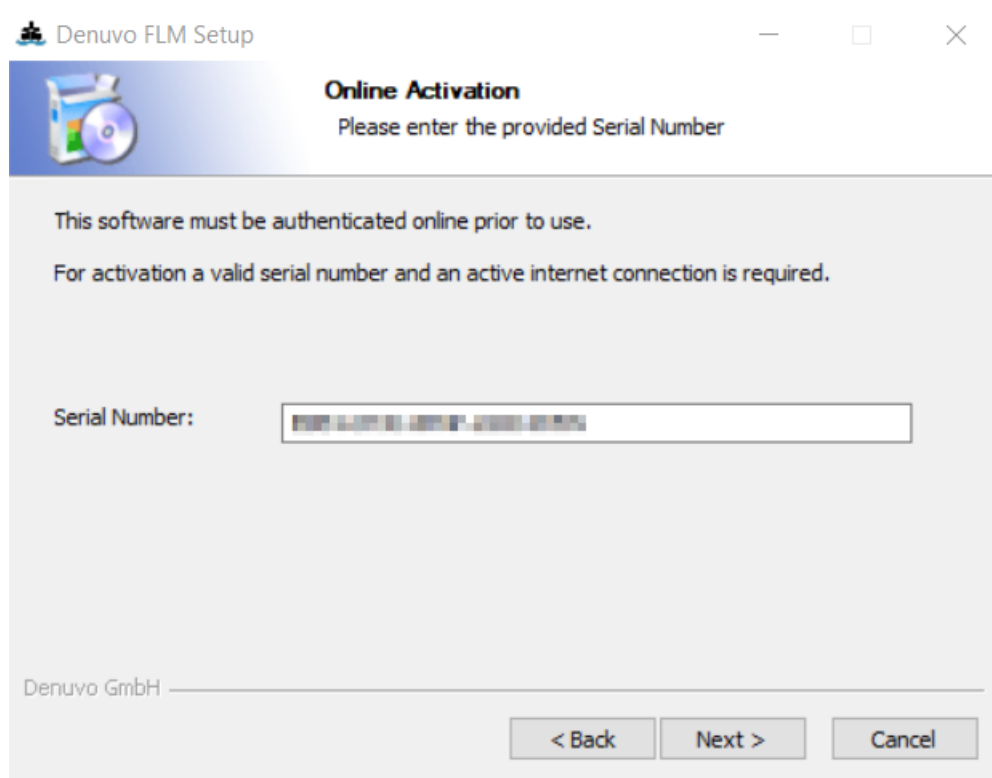 Denuvo FLM Setup
Online Activation
Please enter the provided Serial Number
This software must be authenticated online prior to use.
For activation a valid serial number and an active internet connection is required.
Serial Number:
Denuvo GmbH
< Back Next > Cancel